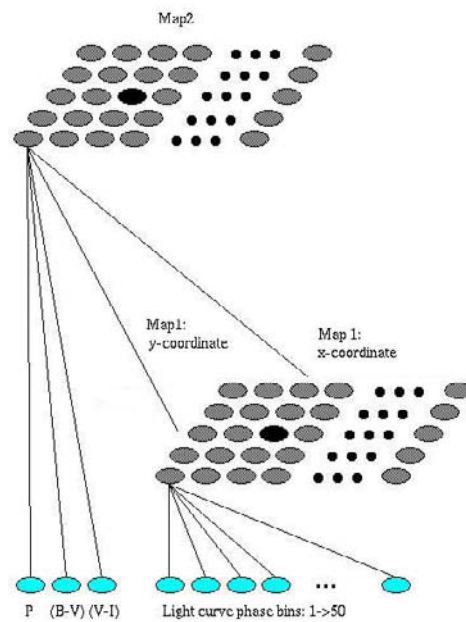 Map2
Map1:
y-coordinate
Map 1:
x-coordinate
P (B-V) (V-I) Light curve phase bins: 1->50